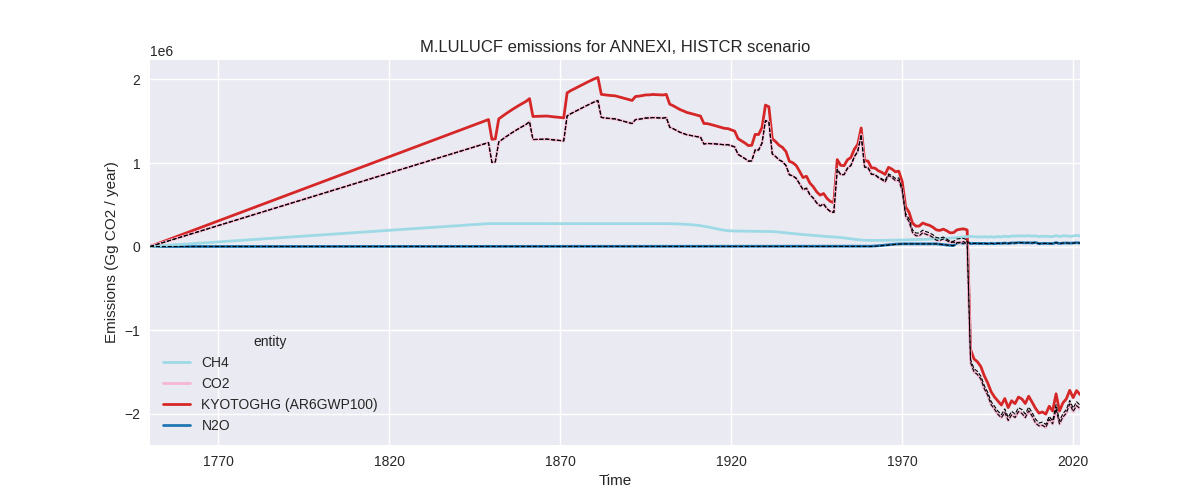 M.LULUCF emissions for ANNEXI, HISTCR scenario
1e6
2
1
0
−1
−2
Emissions (Gg CO2 / year)
entity
CH4
CO2
KYOTOGHG (AR6GWP100)
N2O
1770 1820 1870 1920 1970 2020
Time